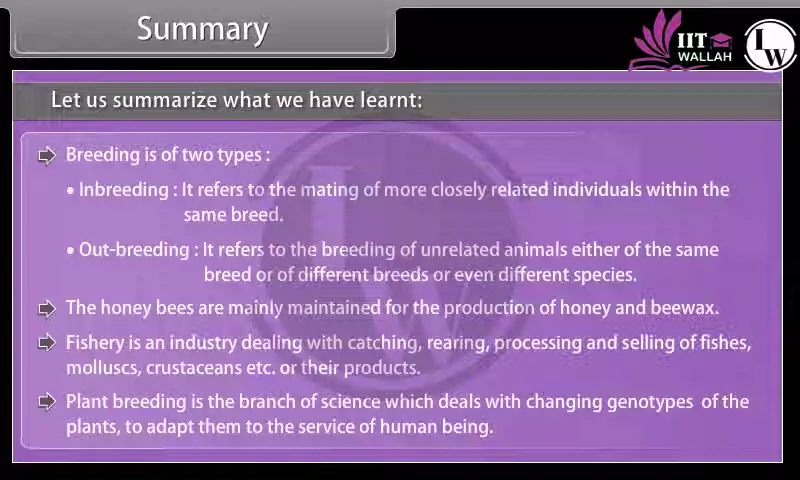 Summary
IIT
WALLAH
LW
Let us summarize what we have learnt:
Breeding is of two types :
• Inbreeding : It refers to the mating of more closely related individuals within the
same breed.
• Out-breeding : It refers to the breeding of unrelated animals either of the same
breed or of different breeds or even different species.
The honey bees are mainly maintained for the production of honey and beewax.
Fishery is an industry dealing with catching, rearing, processing and selling of fishes,
molluscs, crustaceans etc. or their products.
Plant breeding is the branch of science which deals with changing genotypes of the
plants, to adapt them to the service of human being.
LW